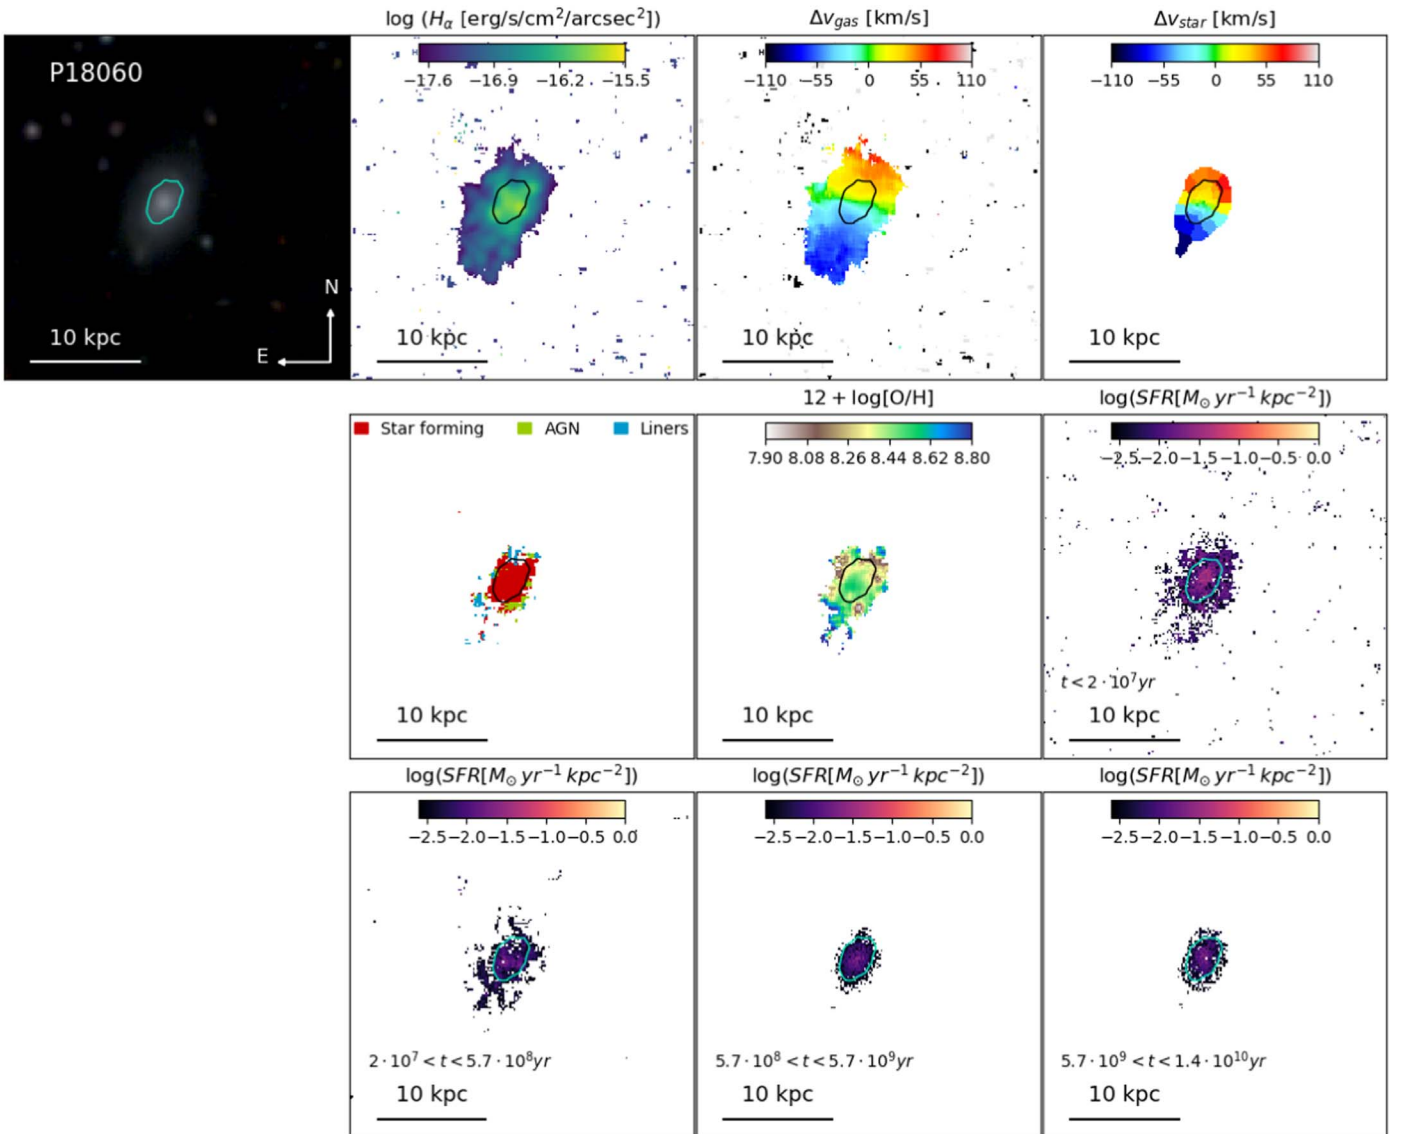 log (Hα [erg/s/cm²/arcsec²])
Δv_gas [km/s]
Δv_star [km/s]
P18060
−17.6 −16.9 −16.2 −15.5
−110 −55 0 55 110
−110 −55 0 55 110
N
E
10 kpc
10 kpc
10 kpc
10 kpc
12 + log[O/H]
log(SFR[M⊙ yr⁻¹ kpc⁻²])
Star forming AGN Liners
7.90 8.08 8.26 8.44 8.62 8.80
−2.5 −2.0 −1.5 −1.0 −0.5 0.0
t < 2 · 10⁷yr
10 kpc
10 kpc
10 kpc
log(SFR[M⊙ yr⁻¹ kpc⁻²])
log(SFR[M⊙ yr⁻¹ kpc⁻²])
log(SFR[M⊙ yr⁻¹ kpc⁻²])
−2.5 −2.0 −1.5 −1.0 −0.5 0.0
−2.5 −2.0 −1.5 −1.0 −0.5 0.0
−2.5 −2.0 −1.5 −1.0 −0.5 0.0
2 · 10⁷ < t < 5.7 · 10⁸yr
5.7 · 10⁸ < t < 5.7 · 10⁹yr
5.7 · 10⁹ < t < 1.4 · 10¹⁰yr
10 kpc
10 kpc
10 kpc